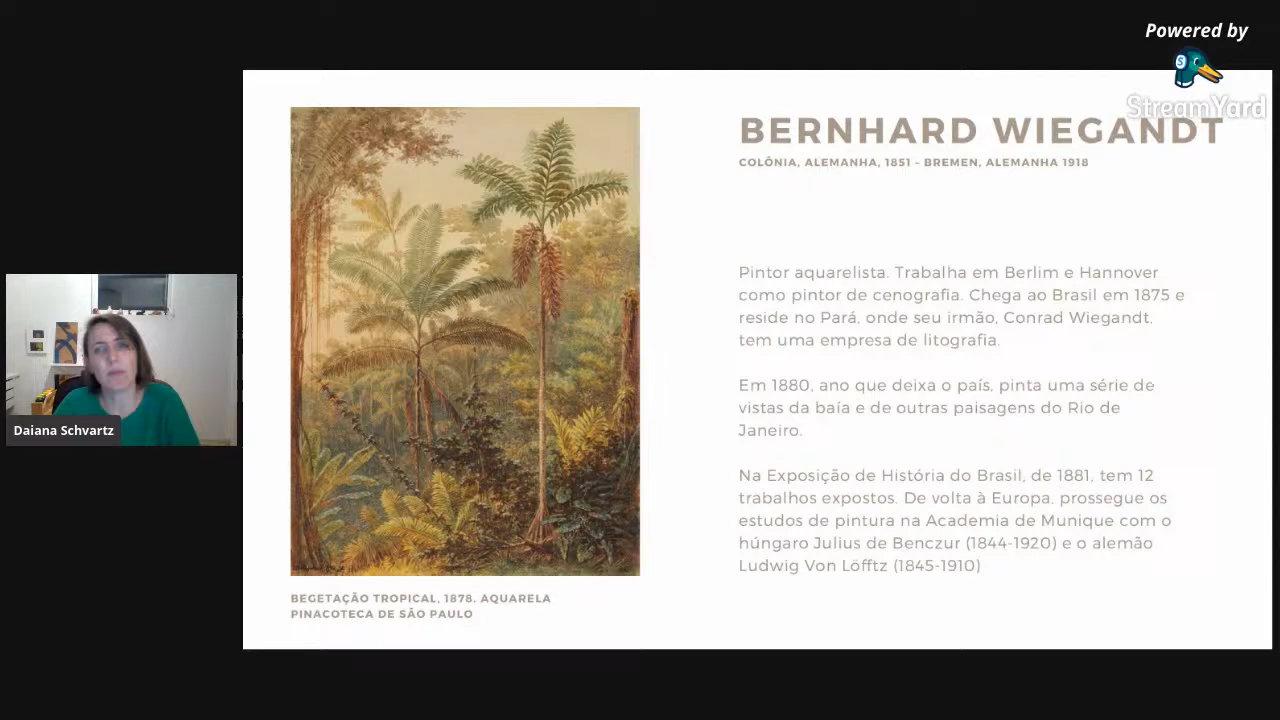 Powered by
StreamYard
BERNHARD WIEGANDT
COLÔNIA, ALEMANHA, 1851 - BREMEN, ALEMANHA 1918
Pintor aquarelista. Trabalha em Berlim e Hannover
como pintor de cenografia. Chega ao Brasil em 1875 e
reside no Pará, onde seu irmão, Conrad Wiegandt,
tem uma empresa de litografia.
Em 1880, ano que deixa o país, pinta uma série de
vistas da baía e de outras paisagens do Rio de
Janeiro.
Na Exposição de História do Brasil, de 1881, tem 12
trabalhos expostos. De volta à Europa, prossegue os
estudos de pintura na Academia de Munique com o
húngaro Julius de Benczur (1844-1920) e o alemão
Ludwig Von Löfftz (1845-1910)
BEGETAÇÃO TROPICAL, 1878. AQUARELA
PINACOTECA DE SÃO PAULO
Daiana Schvartz